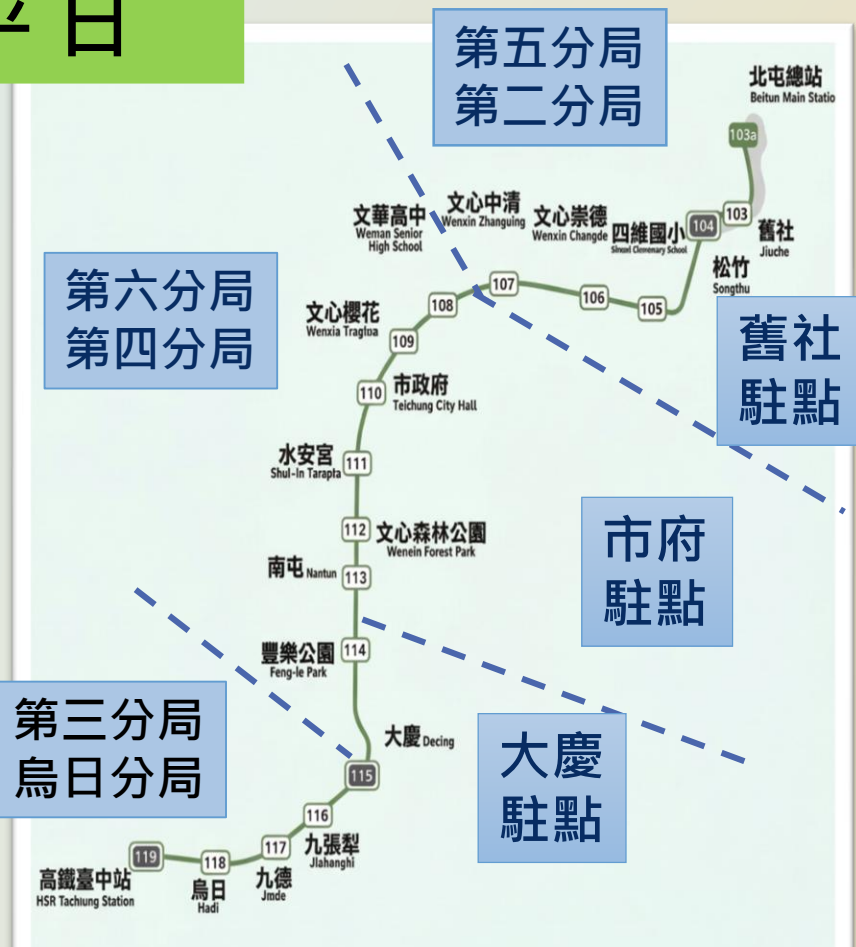 平日
第五分局
第二分局
北屯總站
Beitun Main Statio
103a
文華高中
Weman Senior
High School
文心中清
Wenxin Zhanguing
文心崇德
Wenxin Changde
四維國小
104
103
舊社
Jiuche
松竹
Songthu
第六分局
第四分局
107
106
105
108
文心櫻花
Wenxia Tragtoa
109
舊社
駐點
110
市政府
Teichung City Hall
水安宮
Shul-In Tarapta
111
112
文心森林公園
Wenein Forest Park
市府
駐點
南屯 Nantun
113
豐樂公園
Feng-le Park
114
第三分局
烏日分局
大慶 Decing
115
大慶
駐點
116
九張犁
Jlahanghi
119
118
117
高鐵臺中站
HSR Tachiung Station
烏日
Hadi
九德
Jmde